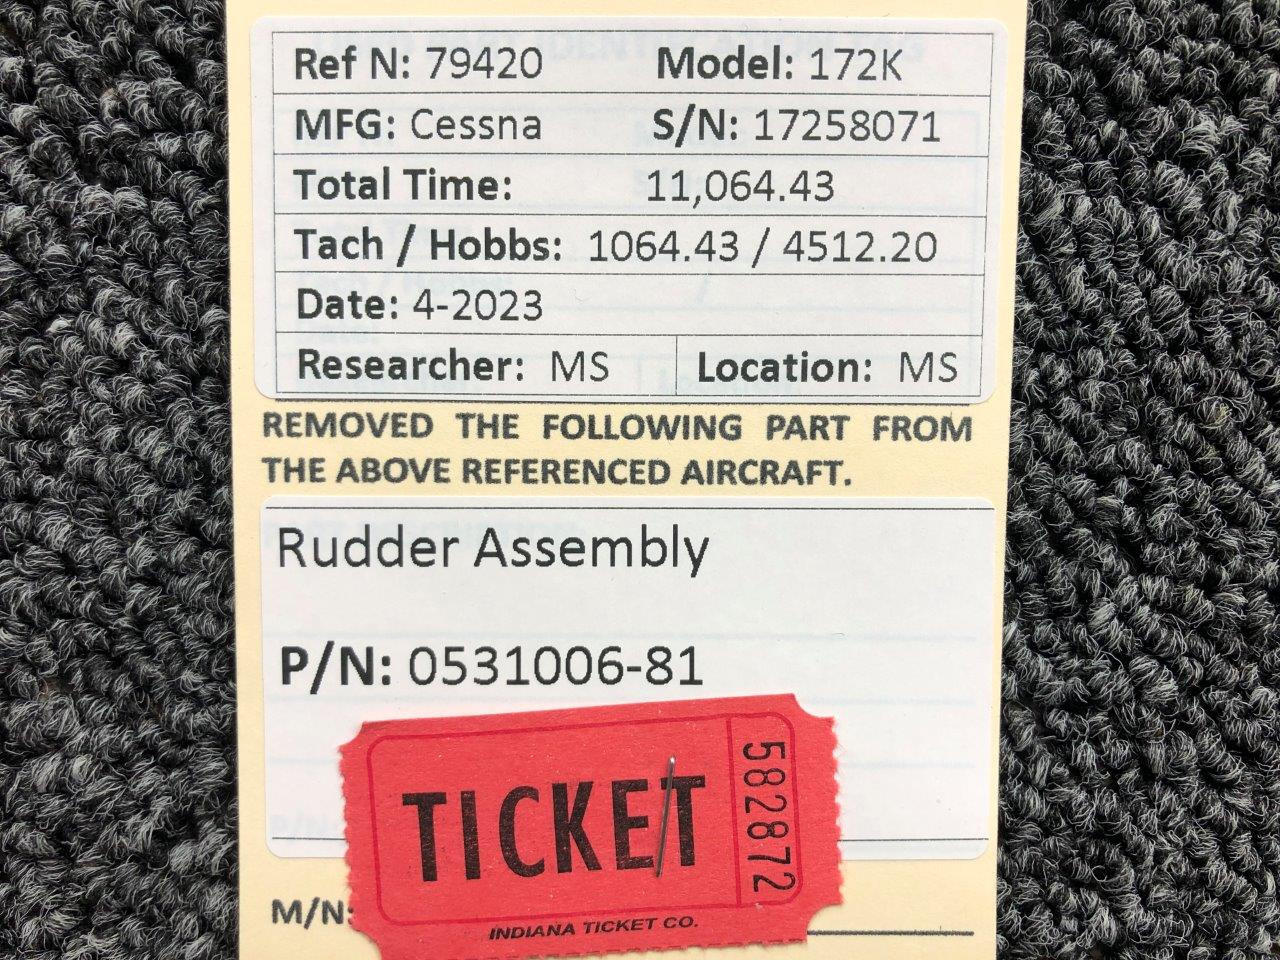 Ref N: 79420 Model: 172K
MFG: Cessna S/N: 17258071
Total Time: 11,064.43
Tach / Hobbs: 1064.43 / 4512.20
Date: 4-2023
Researcher: MS Location: MS
REMOVED THE FOLLOWING PART FROM
THE ABOVE REFERENCED AIRCRAFT.
Rudder Assembly
P/N: 0531006-81
TICKET
582872
INDIANA TICKET CO.
M/N: